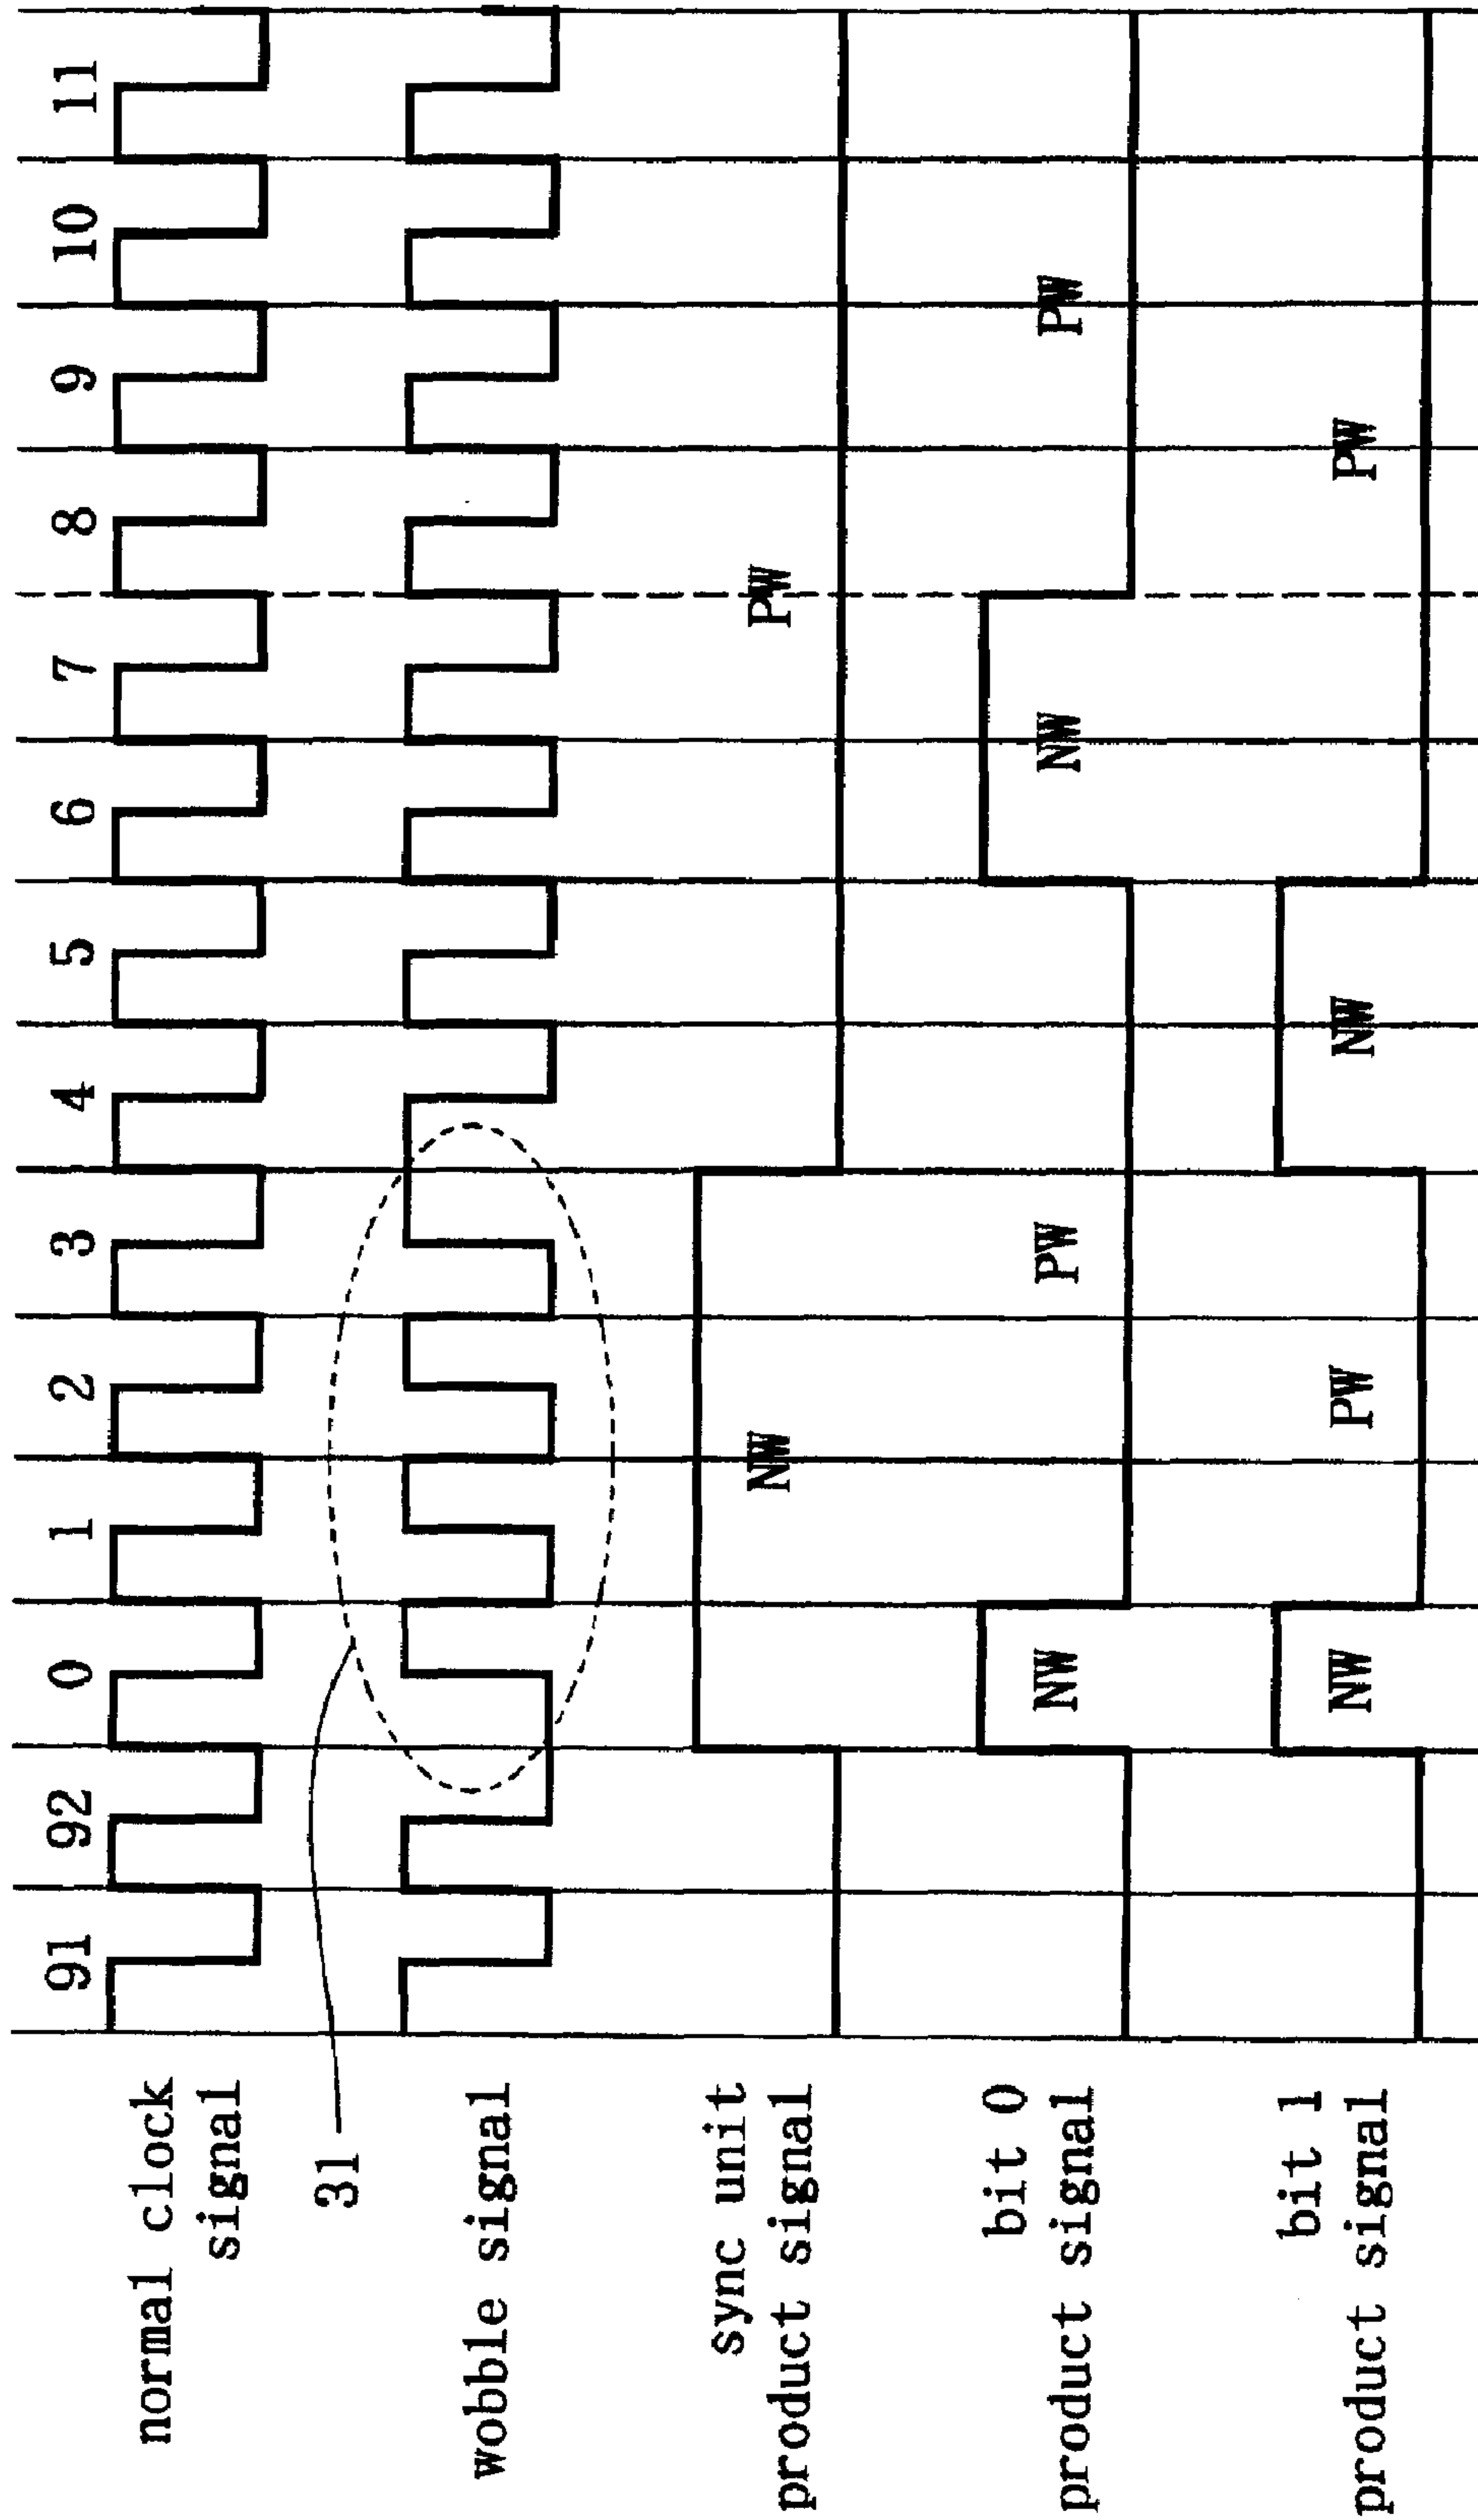 91 92 0 1 2 3 4 5 6 7 8 9 10 11
normal clock
signal
31
wobble signal
sync unit
product signal
NW PW
bit 0
product signal
NW PW NW PW
bit 1
product signal
NW PW NW PW